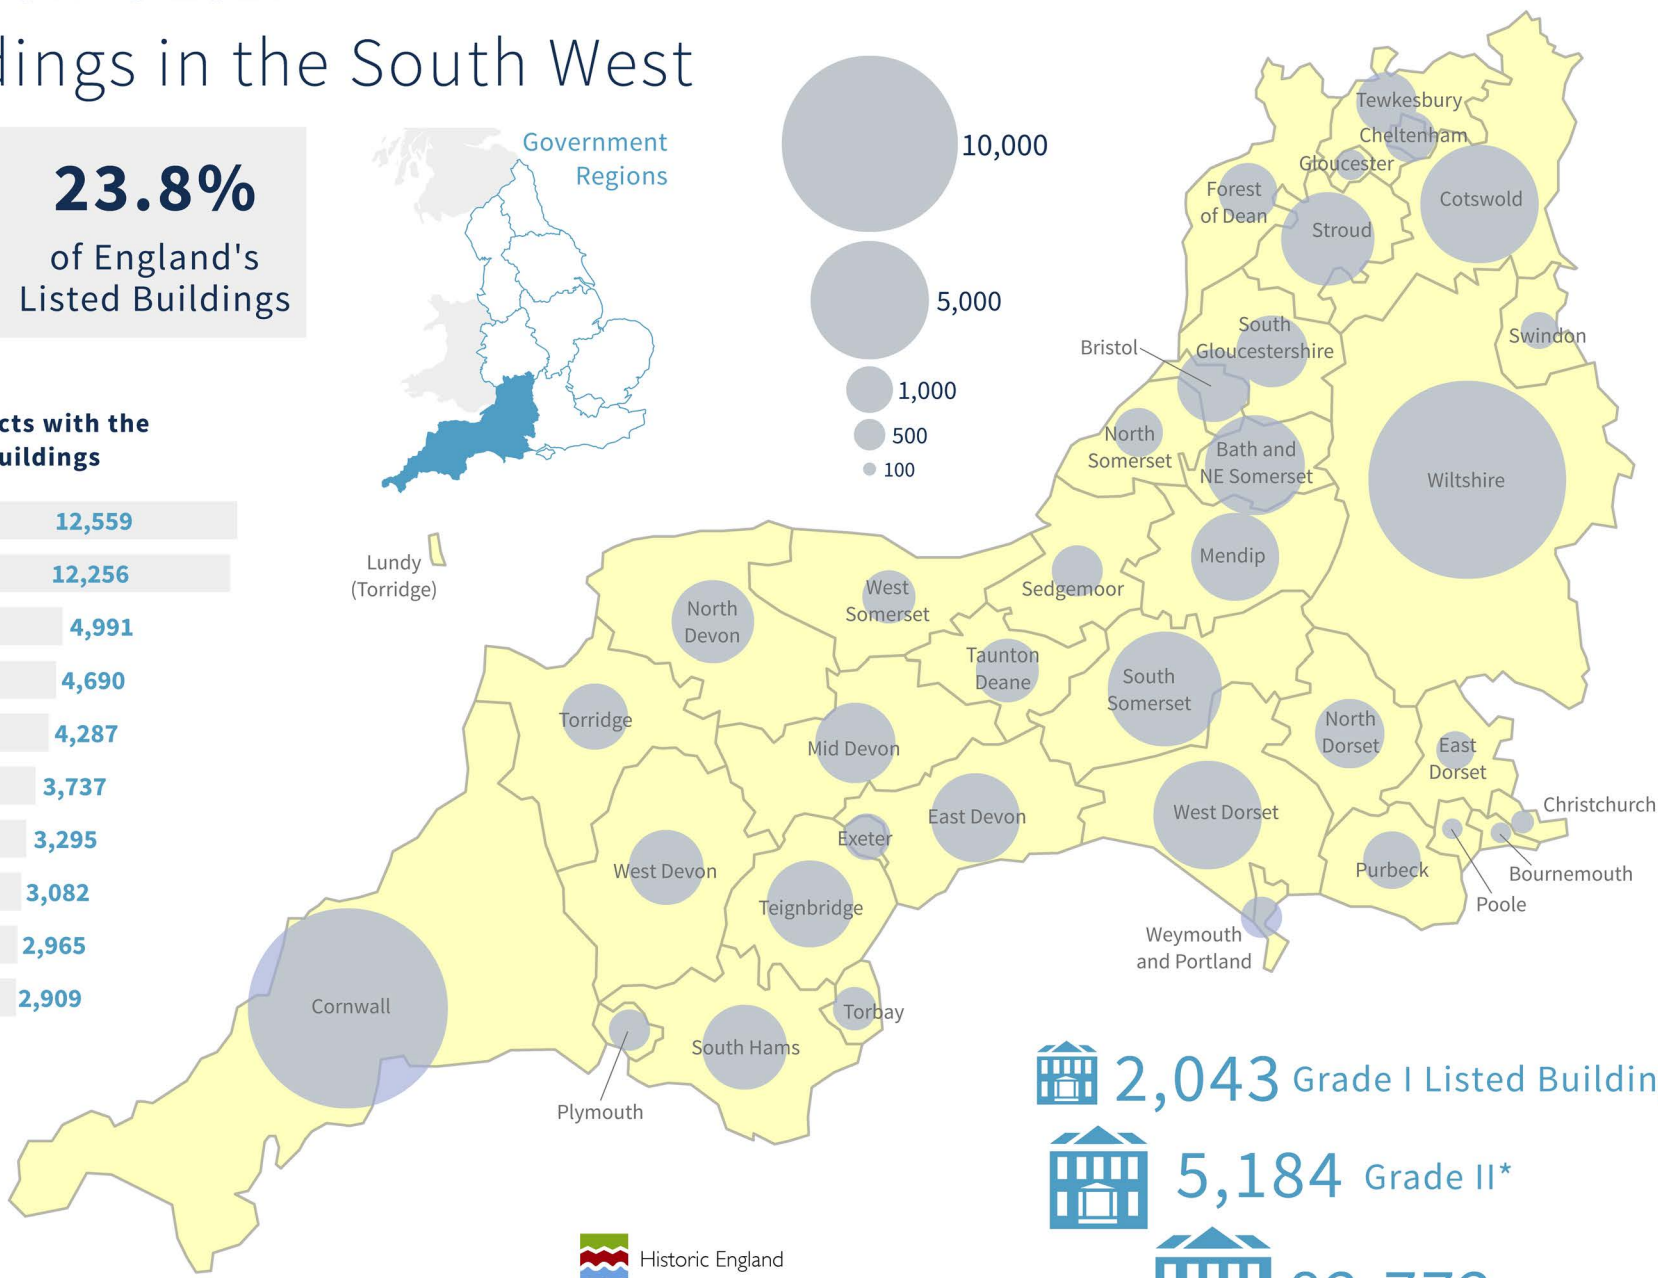 dings in the South West
23.8%
of England's
Listed Buildings
Government
Regions
10,000
5,000
1,000
500
100
cts with the
uildings
12,559
12,256
4,991
4,690
4,287
3,737
3,295
3,082
2,965
2,909
Tewkesbury
Cheltenham
Gloucester
Forest
of Dean
Stroud
Cotswold
South
Gloucestershire
Swindon
Bristol
North
Somerset
Bath and
NE Somerset
Wiltshire
Mendip
Lundy
(Torridge)
Sedgemoor
West
Somerset
North
Devon
Taunton
Deane
South
Somerset
Torridge
Mid Devon
North
Dorset
East
Dorset
Christchurch
East Devon
West Dorset
Exeter
West Devon
Purbeck
Bournemouth
Poole
Teignbridge
Weymouth
and Portland
Cornwall
Torbay
South Hams
Plymouth
2,043 Grade I Listed Buildin
5,184 Grade II*
Historic England